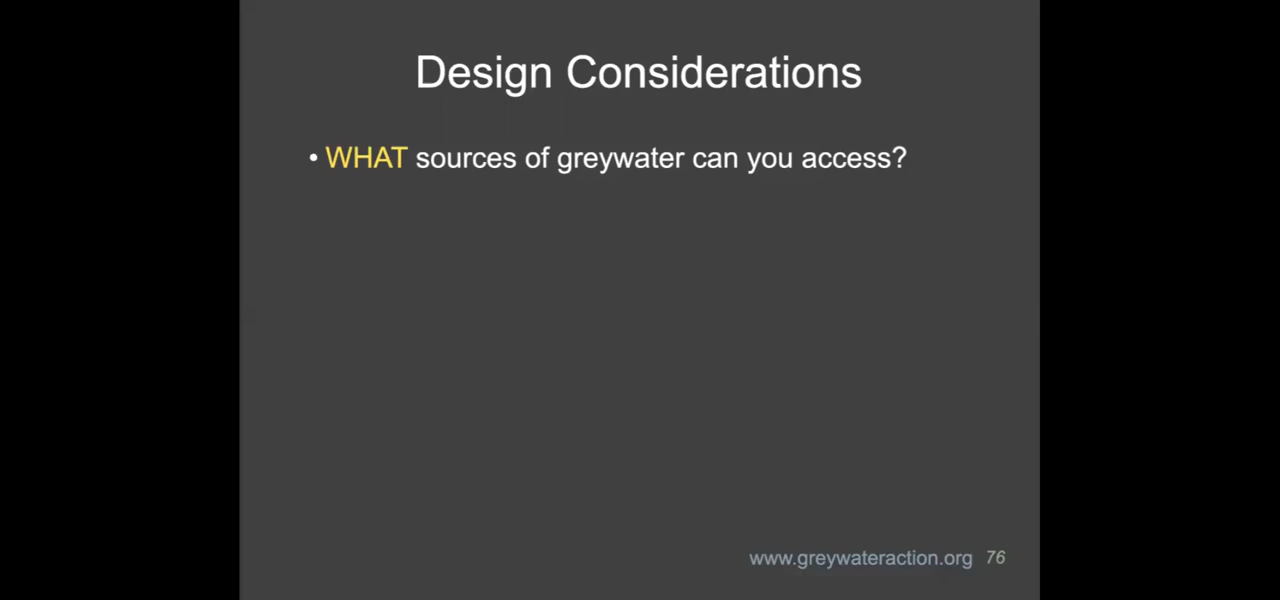 Design Considerations
• WHAT sources of greywater can you access?
www.greywateraction.org 76